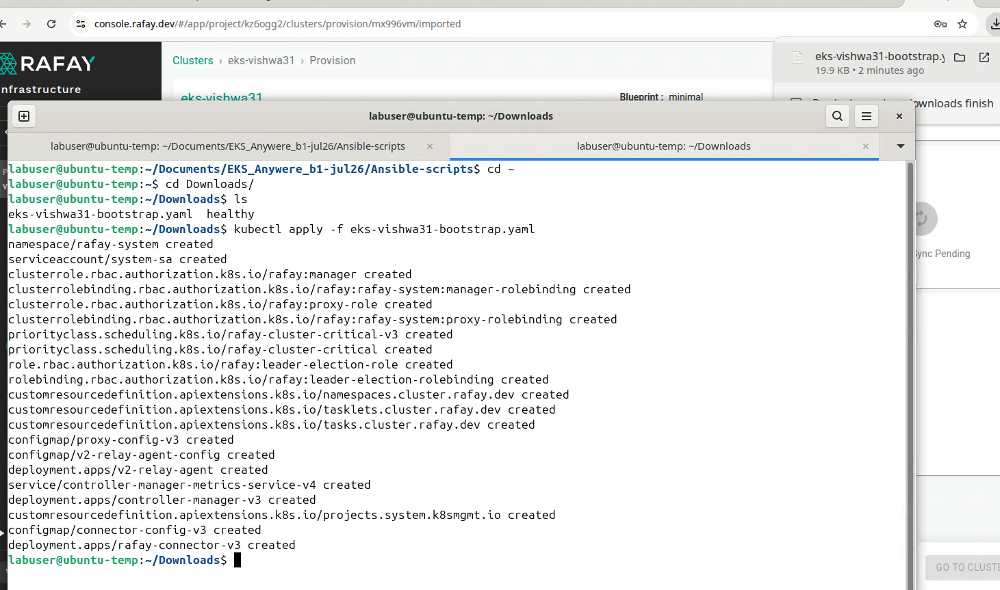 console.rafay.dev/#/app/project/kz6ogg2/clusters/provision/mx996vm/imported
RAFAY
nfrastructure
Clusters › eks-vishwa31 › Provision
eks-vishwa31-bootstrap.y
19.9 KB • 2 minutes ago
eks-vishwa31
Blueprint : minimal
ownloads finish
labuser@ubuntu-temp: ~/Downloads
labuser@ubuntu-temp: ~/Documents/EKS_Anywere_b1-jul26/Ansible-scripts
labuser@ubuntu-temp: ~/Downloads
labuser@ubuntu-temp:~/Documents/EKS_Anywere_b1-jul26/Ansible-scripts$ cd ~
labuser@ubuntu-temp:~$ cd Downloads/
labuser@ubuntu-temp:~/Downloads$ ls
eks-vishwa31-bootstrap.yaml  healthy
labuser@ubuntu-temp:~/Downloads$ kubectl apply -f eks-vishwa31-bootstrap.yaml
namespace/rafay-system created
serviceaccount/system-sa created
clusterrole.rbac.authorization.k8s.io/rafay:manager created
clusterrolebinding.rbac.authorization.k8s.io/rafay:rafay-system:manager-rolebinding created
clusterrole.rbac.authorization.k8s.io/rafay:proxy-role created
clusterrolebinding.rbac.authorization.k8s.io/rafay:rafay-system:proxy-rolebinding created
priorityclass.scheduling.k8s.io/rafay-cluster-critical-v3 created
priorityclass.scheduling.k8s.io/rafay-cluster-critical created
role.rbac.authorization.k8s.io/rafay:leader-election-role created
rolebinding.rbac.authorization.k8s.io/rafay:leader-election-rolebinding created
customresourcedefinition.apiextensions.k8s.io/namespaces.cluster.rafay.dev created
customresourcedefinition.apiextensions.k8s.io/tasklets.cluster.rafay.dev created
customresourcedefinition.apiextensions.k8s.io/tasks.cluster.rafay.dev created
configmap/proxy-config-v3 created
configmap/v2-relay-agent-config created
deployment.apps/v2-relay-agent created
service/controller-manager-metrics-service-v4 created
deployment.apps/controller-manager-v3 created
customresourcedefinition.apiextensions.k8s.io/projects.system.k8smgmt.io created
configmap/connector-config-v3 created
deployment.apps/rafay-connector-v3 created
labuser@ubuntu-temp:~/Downloads$
Sync Pending
GO TO CLUSTE